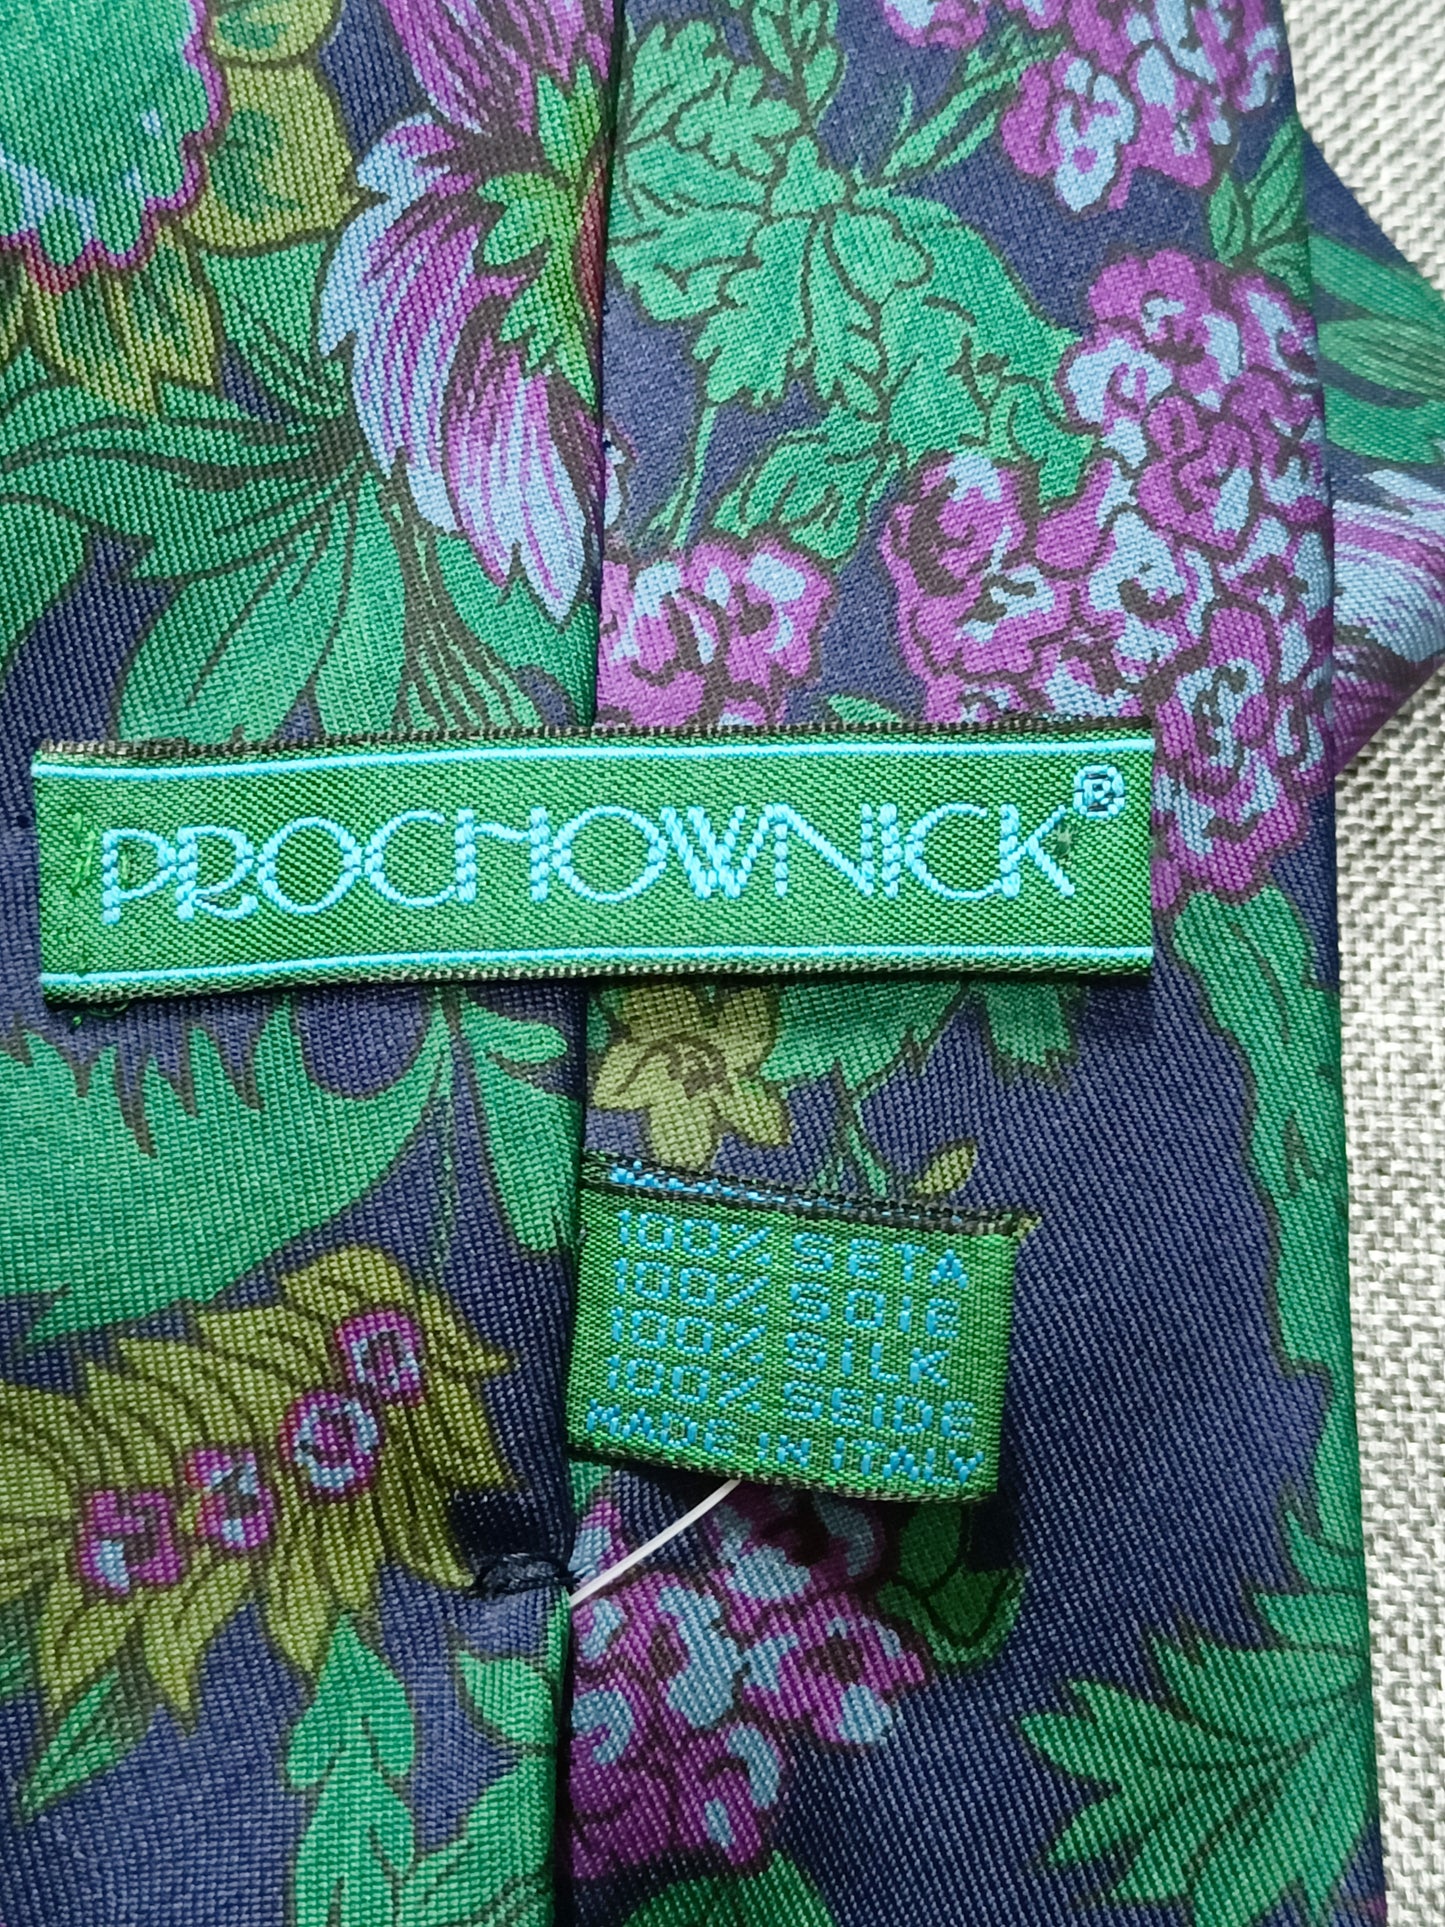 PROCHOWNICK®
100% SETA
100% SOIE
100% SILK
100% SEIDE
MADE IN ITALY